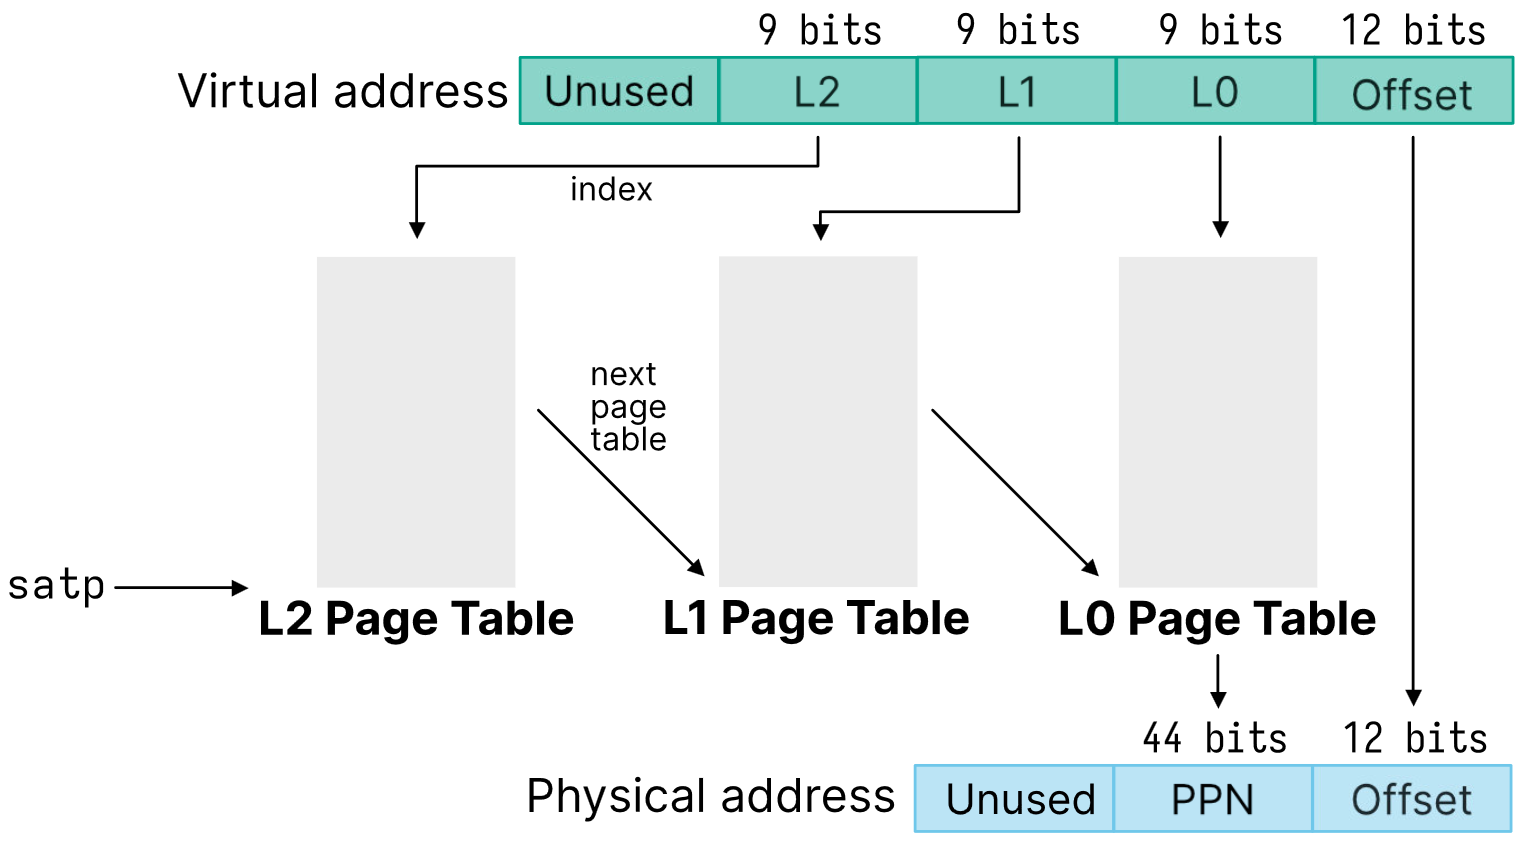 9 bits 9 bits 9 bits 12 bits
Virtual address Unused L2 L1 L0 Offset
index
next
page
table
satp
L2 Page Table L1 Page Table L0 Page Table
44 bits 12 bits
Physical address Unused PPN Offset